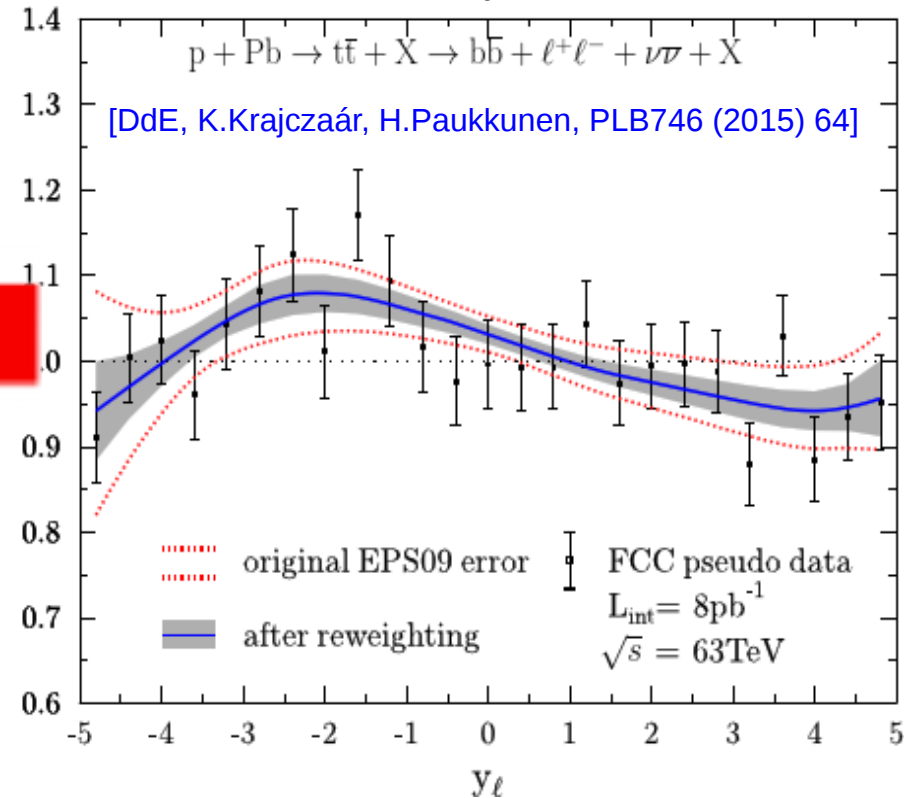 1.4
p + Pb → tt̄ + X → bb̄ + ℓ⁺ℓ⁻ + νν̄ + X
1.3
[DdE, K.Krajczaár, H.Paukkunen, PLB746 (2015) 64]
1.2
1.1
.0
0.9
0.8
original EPS09 error
FCC pseudo data
0.7
L_int= 8pb⁻¹
after reweighting
√s = 63TeV
0.6
-5 -4 -3 -2 -1 0 1 2 3 4 5
y_ℓ